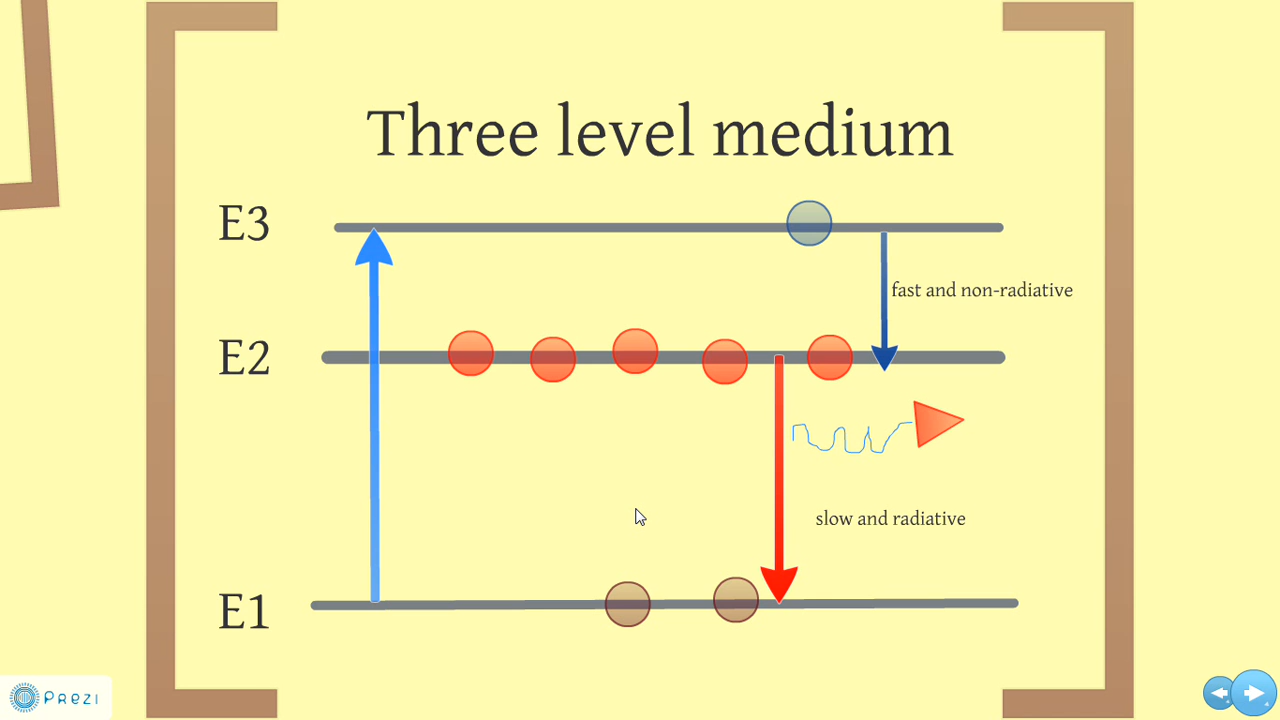 Three level medium
E3
fast and non-radiative
E2
slow and radiative
E1
PREZI